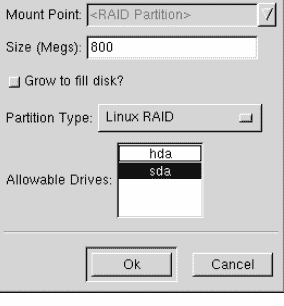 Mount Point: <RAID Partition>
Size (Megs): 800
Grow to fill disk?
Partition Type: Linux RAID
hda
sda
Allowable Drives:
Ok Cancel